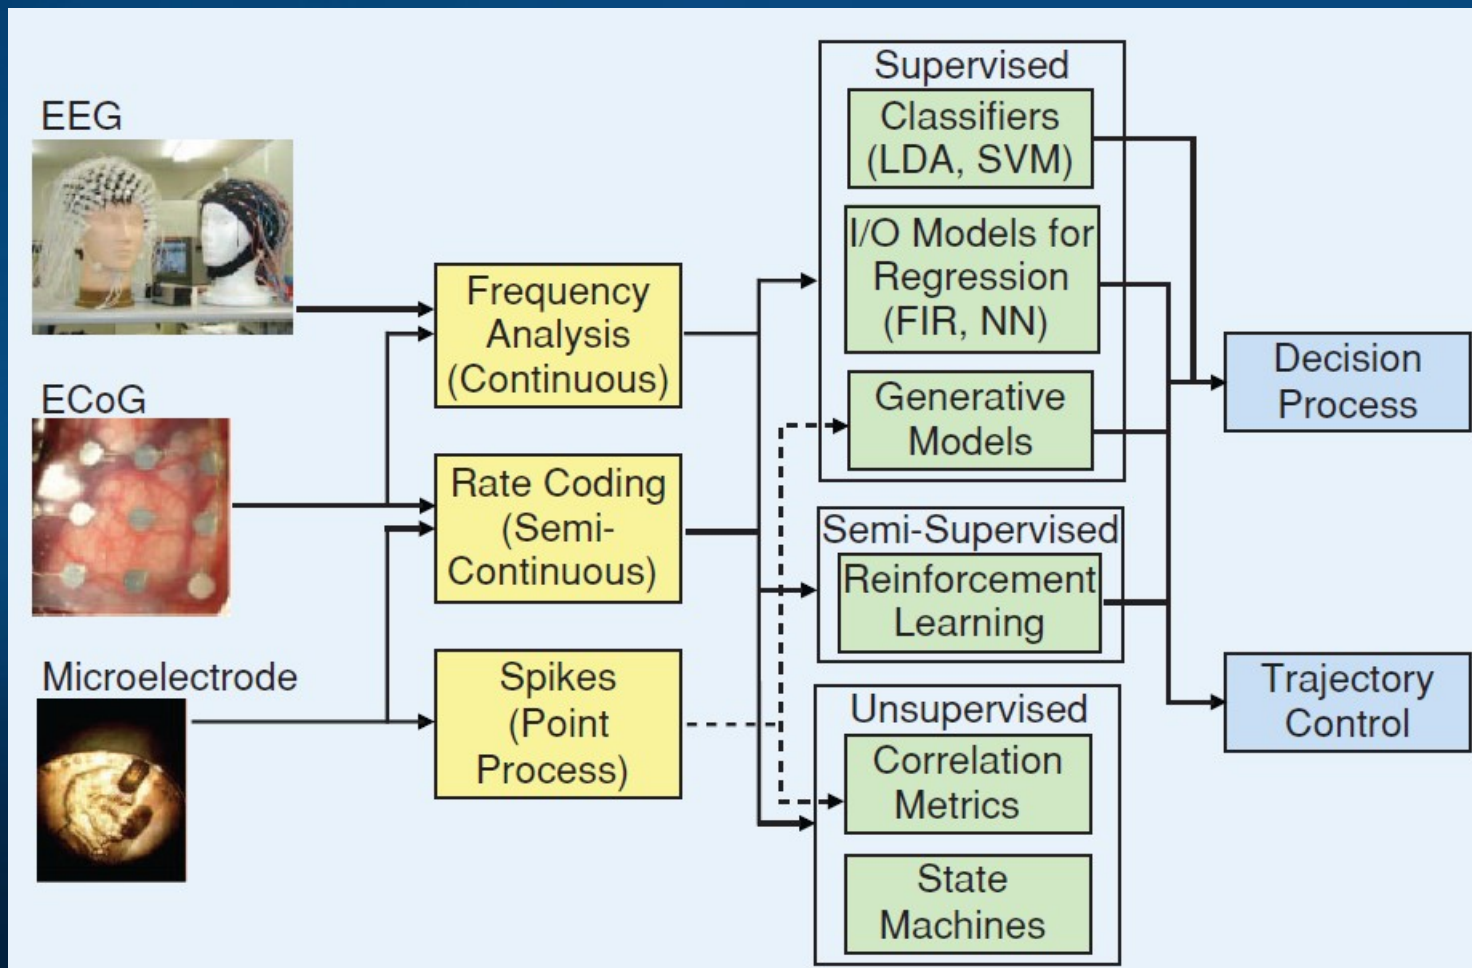 EEG
ECoG
Microelectrode
Frequency
Analysis
(Continuous)
Rate Coding
(Semi-
Continuous)
Spikes
(Point
Process)
Supervised
Classifiers
(LDA, SVM)
I/O Models for
Regression
(FIR, NN)
Generative
Models
Semi-Supervised
Reinforcement
Learning
Unsupervised
Correlation
Metrics
State
Machines
Decision
Process
Trajectory
Control